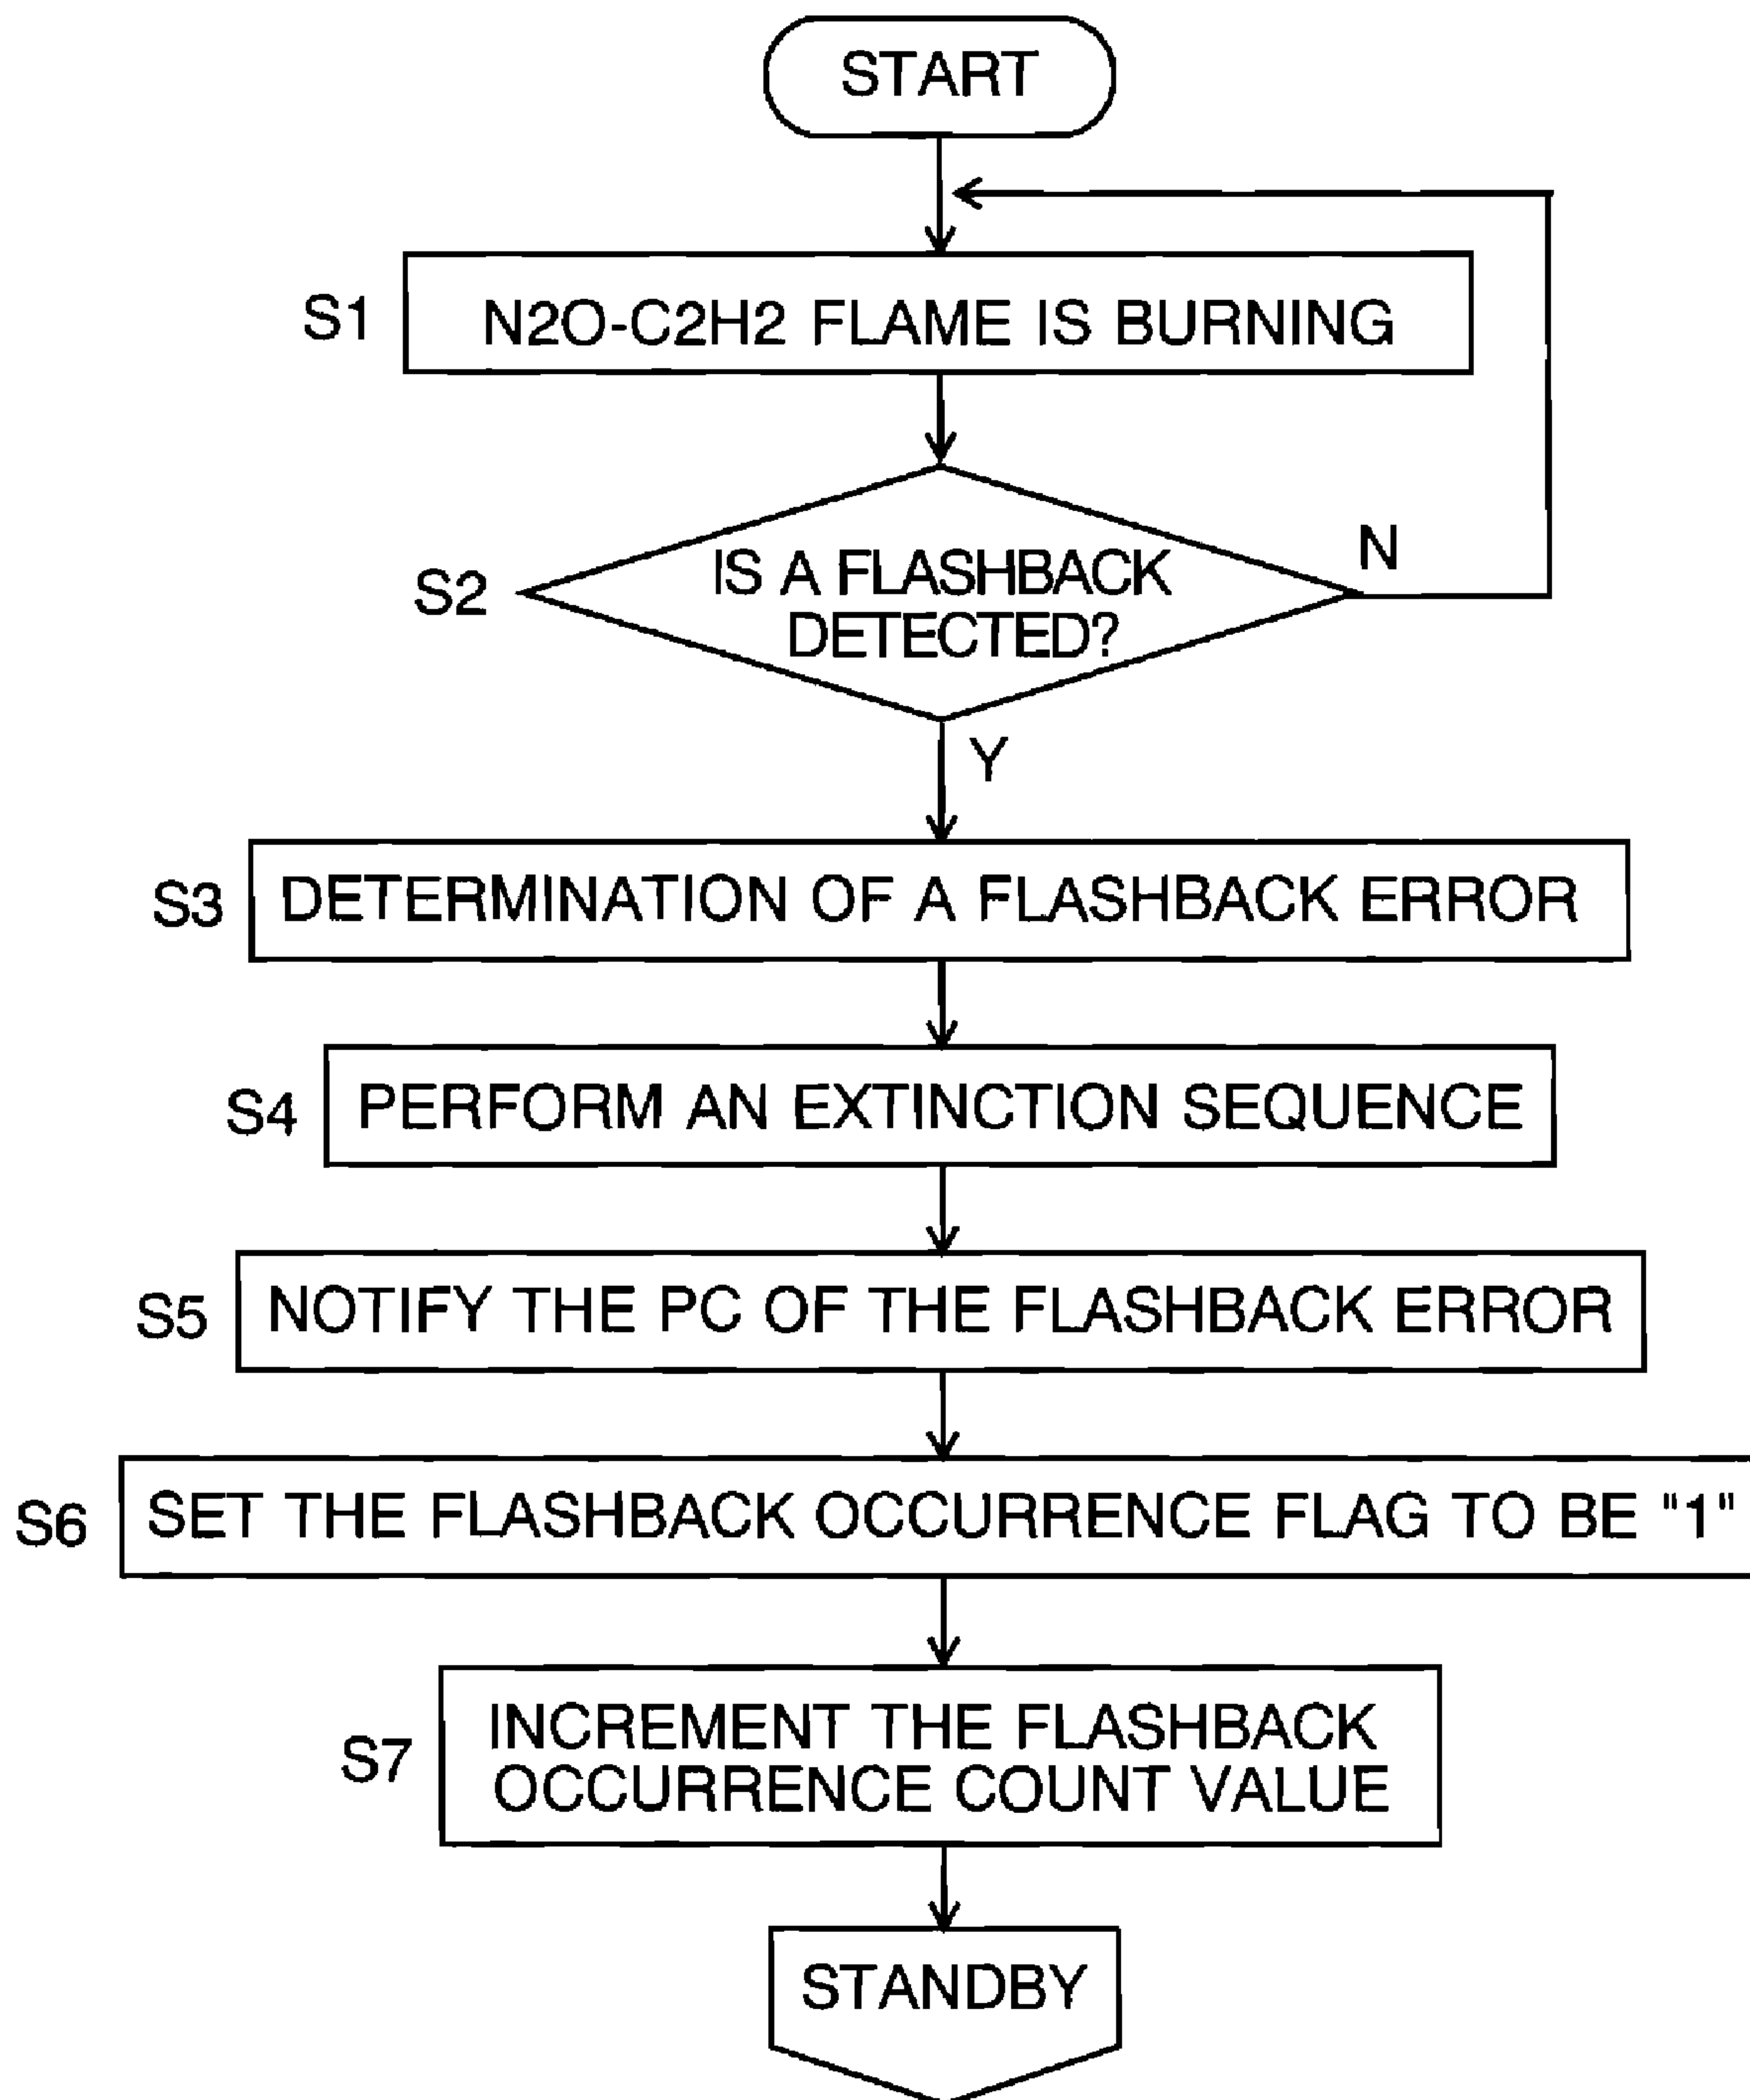 START
S1
N2O-C2H2 FLAME IS BURNING
S2
IS A FLASHBACK
DETECTED?
N
Y
S3
DETERMINATION OF A FLASHBACK ERROR
S4
PERFORM AN EXTINCTION SEQUENCE
S5
NOTIFY THE PC OF THE FLASHBACK ERROR
S6
SET THE FLASHBACK OCCURRENCE FLAG TO BE "1"
S7
INCREMENT THE FLASHBACK
OCCURRENCE COUNT VALUE
STANDBY